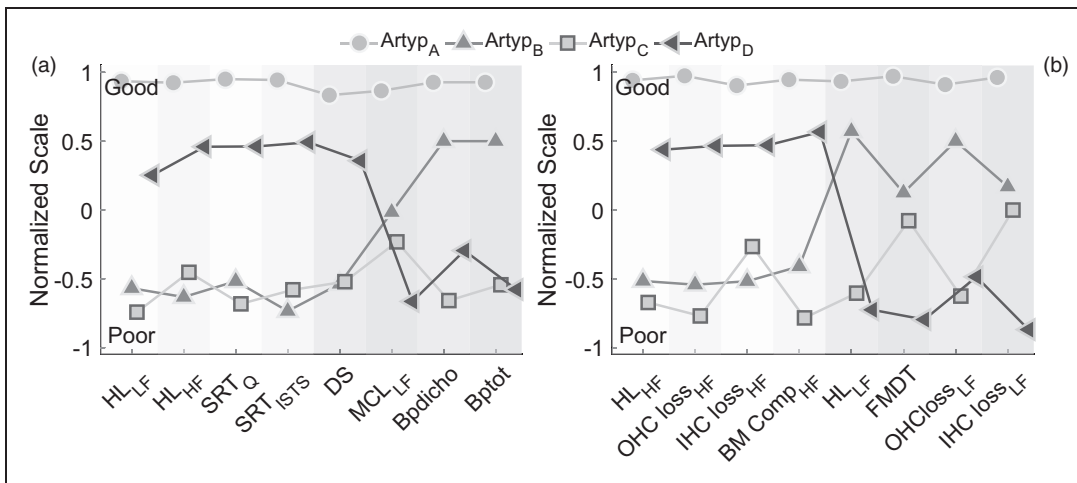 Artyp_A Artyp_B Artyp_C Artyp_D
(a)
Normalized Scale
1
0.5
0
-0.5
-1
Good
Poor
HL_LF
HL_HF
SRT_Q
SRT_ISTS
DS
MCL_LF
Bpdicho
Bptot
(b)
Normalized Scale
1
0.5
0
-0.5
-1
Good
Poor
HL_HF
OHC loss_HF
IHC loss_HF
BM Comp_HF
HL_LF
FMDT
OHCloss_LF
IHC loss_LF